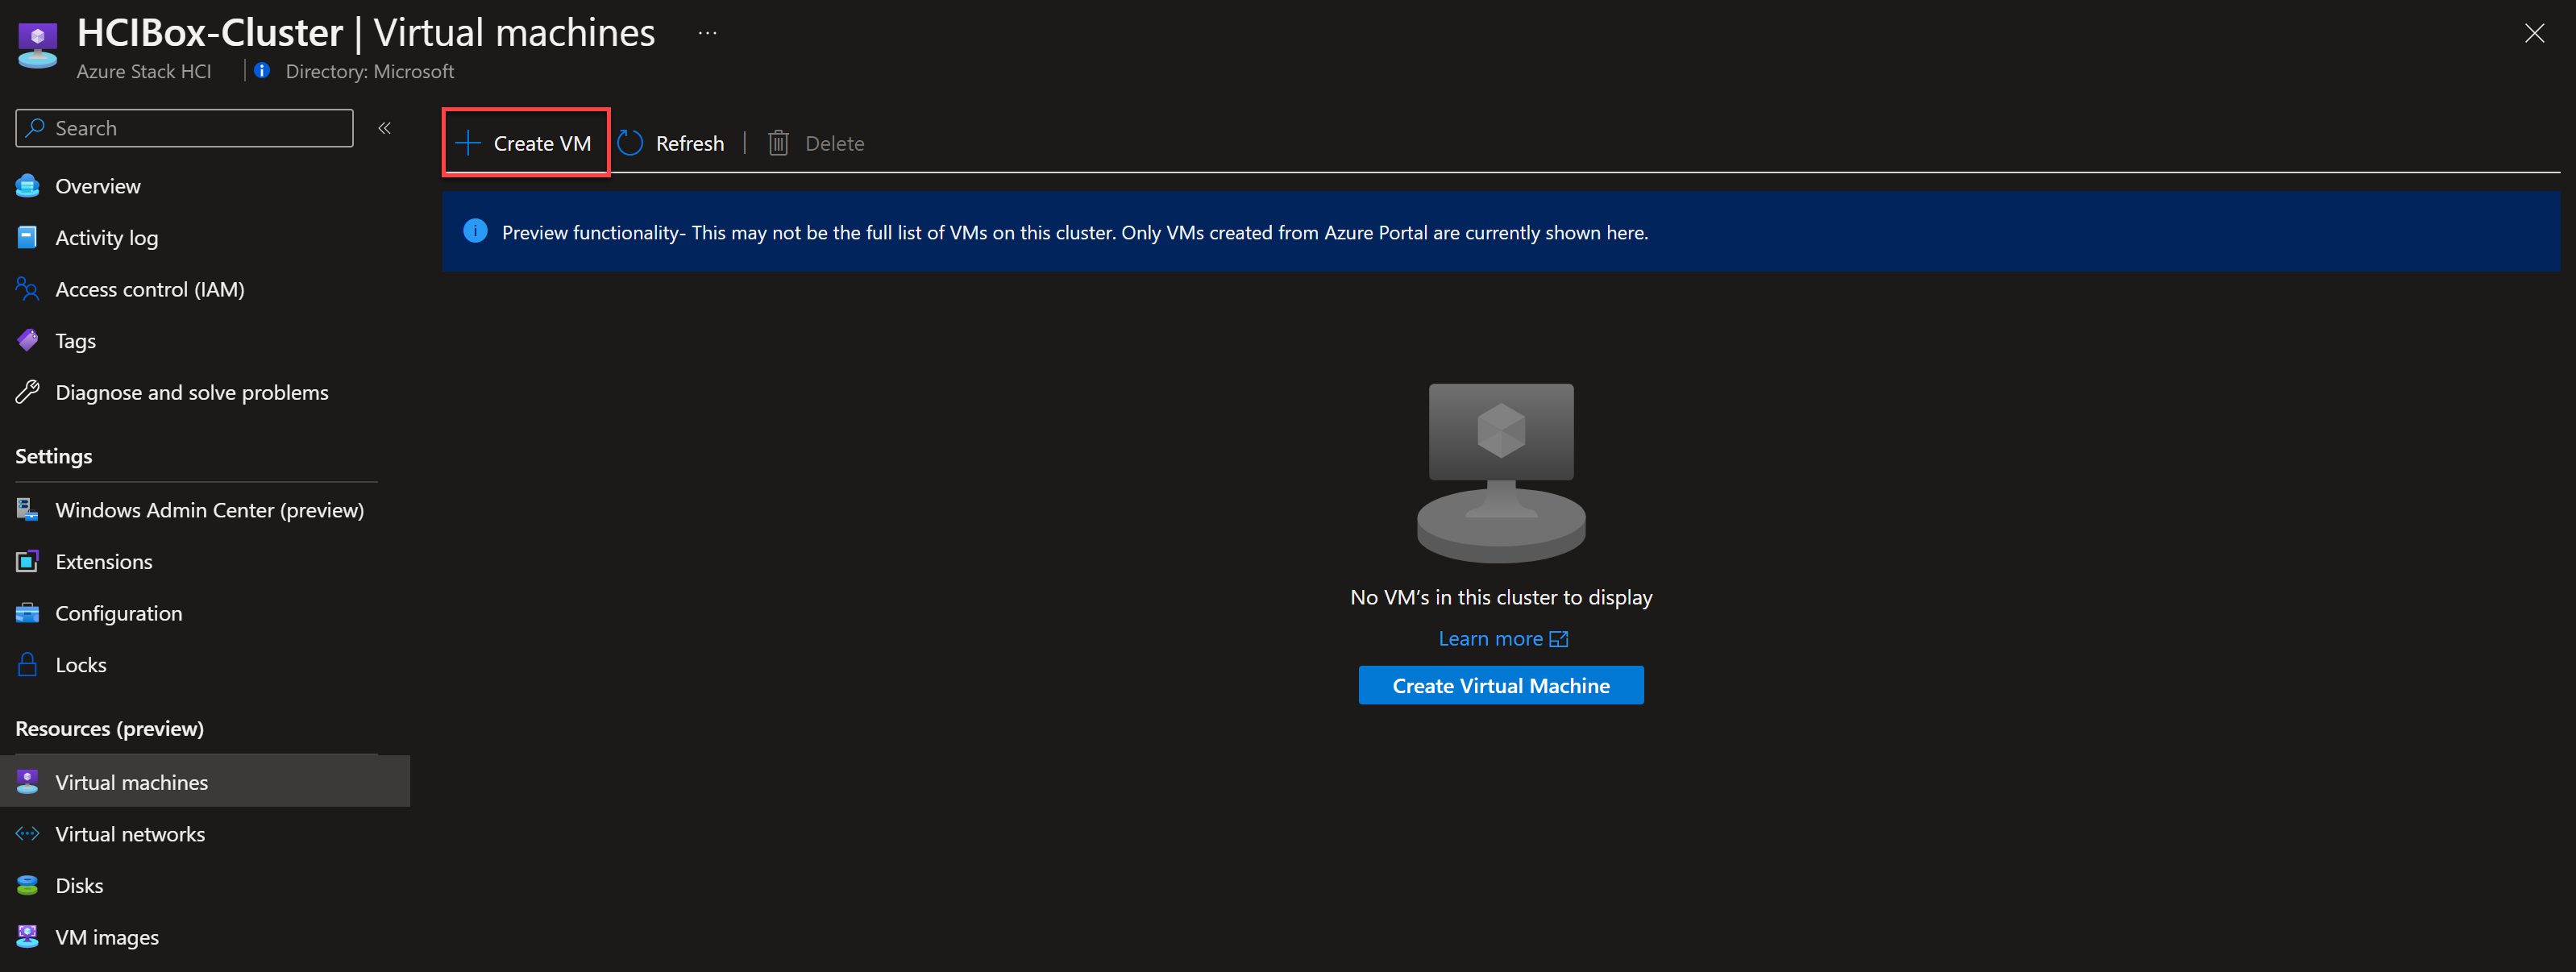 HCIBox-Cluster | Virtual machines ...
Azure Stack HCI | Directory: Microsoft
Search
Overview
Activity log
Access control (IAM)
Tags
Diagnose and solve problems
Settings
Windows Admin Center (preview)
Extensions
Configuration
Locks
Resources (preview)
Virtual machines
Virtual networks
Disks
VM images
Create VM Refresh | Delete
Preview functionality- This may not be the full list of VMs on this cluster. Only VMs created from Azure Portal are currently shown here.
No VM’s in this cluster to display
Learn more
Create Virtual Machine